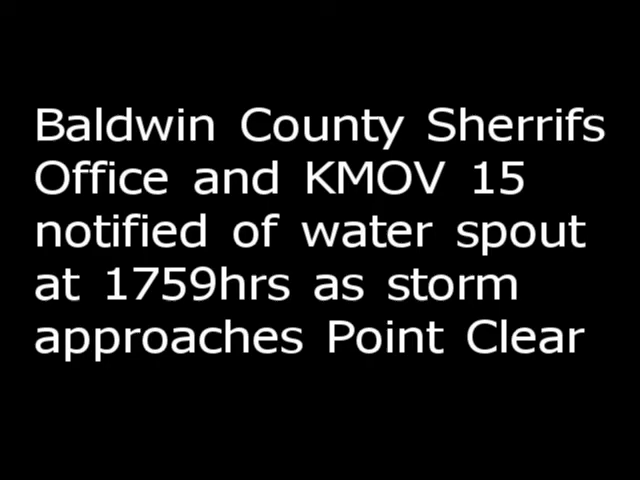 Baldwin County Sherrifs
Office and KMOV 15
notified of water spout
at 1759hrs as storm
approaches Point Clear